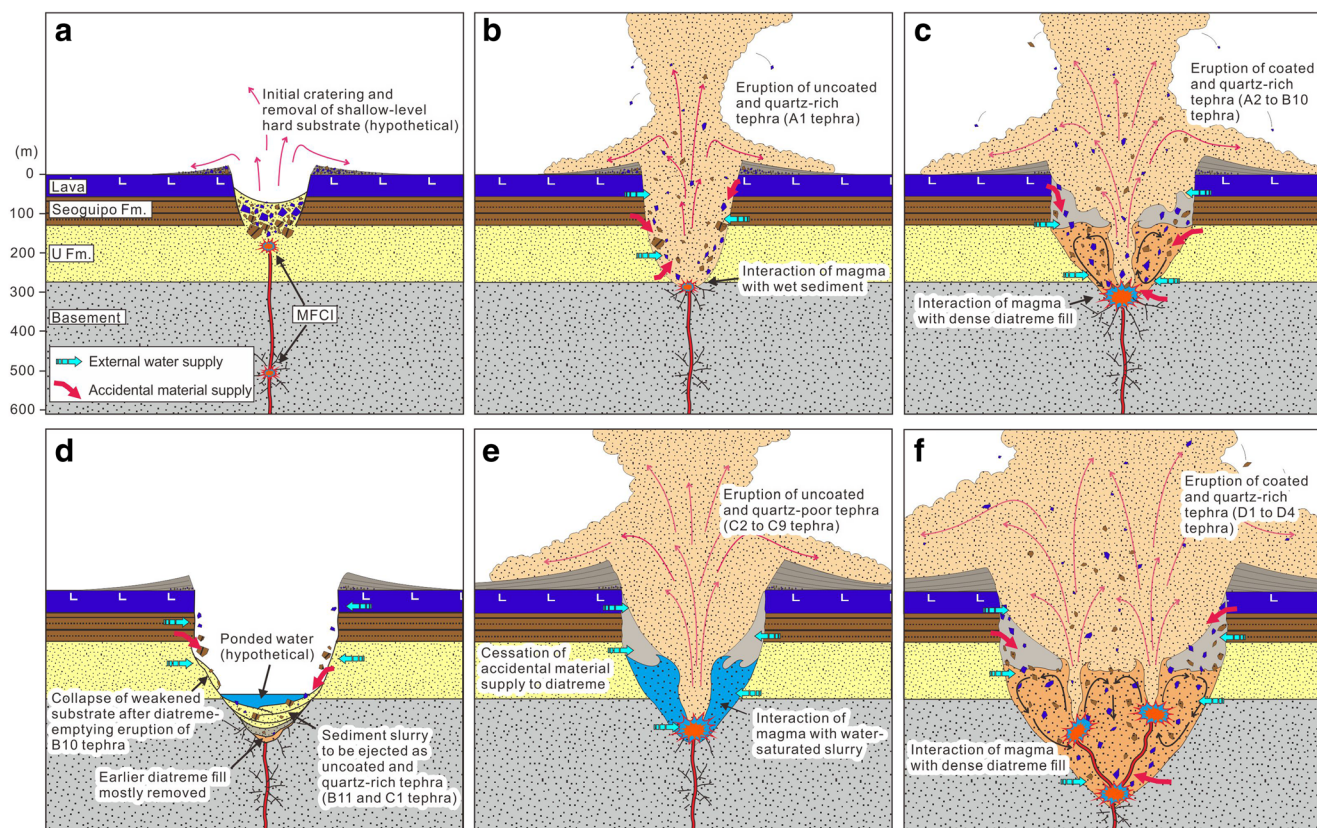 a
Initial cratering and
removal of shallow-level
hard substrate (hypothetical)
(m)
0
100
200
300
400
500
600
Lava
Seoguipo Fm.
U Fm.
Basement
MFCI
External water supply
Accidental material supply
b
Eruption of uncoated
and quartz-rich
tephra (A1 tephra)
Interaction of magma
with wet sediment
c
Eruption of coated
and quartz-rich
tephra (A2 to B10
tephra)
Interaction of magma
with dense diatreme fill
d
Ponded water
(hypothetical)
Collapse of weakened
substrate after diatreme-
emptying eruption of
B10 tephra
Earlier diatreme fill
mostly removed
Sediment slurry
to be ejected as
uncoated and
quartz-rich tephra
(B11 and C1 tephra)
e
Eruption of uncoated
and quartz-poor tephra
(C2 to C9 tephra)
Cessation of
accidental material
supply to diatreme
Interaction of
magma with water-
saturated slurry
f
Eruption of coated
and quartz-rich
tephra (D1 to D4
tephra)
Interaction of magma
with dense diatreme fill